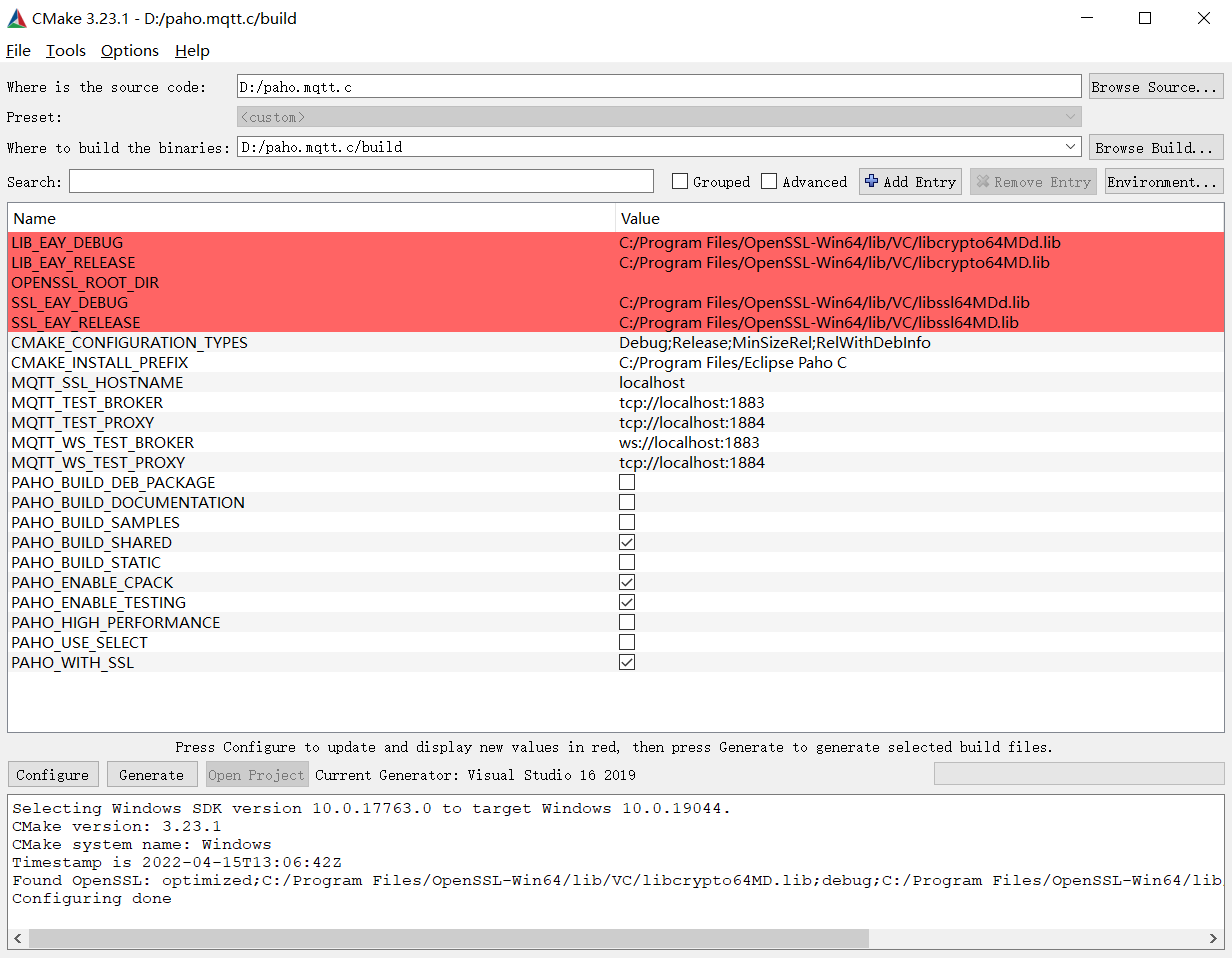 CMake 3.23.1 - D:/paho.mqtt.c/build
File Tools Options Help
Where is the source code: D:/paho.mqtt.c Browse Source...
Preset: <custom>
Where to build the binaries: D:/paho.mqtt.c/build Browse Build...
Search: Grouped Advanced Add Entry Remove Entry Environment...
Name Value
LIB_EAY_DEBUG C:/Program Files/OpenSSL-Win64/lib/VC/libcrypto64MDd.lib
LIB_EAY_RELEASE C:/Program Files/OpenSSL-Win64/lib/VC/libcrypto64MD.lib
OPENSSL_ROOT_DIR
SSL_EAY_DEBUG C:/Program Files/OpenSSL-Win64/lib/VC/libssl64MDd.lib
SSL_EAY_RELEASE C:/Program Files/OpenSSL-Win64/lib/VC/libssl64MD.lib
CMAKE_CONFIGURATION_TYPES Debug;Release;MinSizeRel;RelWithDebInfo
CMAKE_INSTALL_PREFIX C:/Program Files/Eclipse Paho C
MQTT_SSL_HOSTNAME localhost
MQTT_TEST_BROKER tcp://localhost:1883
MQTT_TEST_PROXY tcp://localhost:1884
MQTT_WS_TEST_BROKER ws://localhost:1883
MQTT_WS_TEST_PROXY tcp://localhost:1884
PAHO_BUILD_DEB_PACKAGE
PAHO_BUILD_DOCUMENTATION
PAHO_BUILD_SAMPLES
PAHO_BUILD_SHARED
PAHO_BUILD_STATIC
PAHO_ENABLE_CPACK
PAHO_ENABLE_TESTING
PAHO_HIGH_PERFORMANCE
PAHO_USE_SELECT
PAHO_WITH_SSL
Press Configure to update and display new values in red, then press Generate to generate selected build files.
Configure Generate Open Project Current Generator: Visual Studio 16 2019
Selecting Windows SDK version 10.0.17763.0 to target Windows 10.0.19044.
CMake version: 3.23.1
CMake system name: Windows
Timestamp is 2022-04-15T13:06:42Z
Found OpenSSL: optimized;C:/Program Files/OpenSSL-Win64/lib/VC/libcrypto64MD.lib;debug;C:/Program Files/OpenSSL-Win64/lib
Configuring done